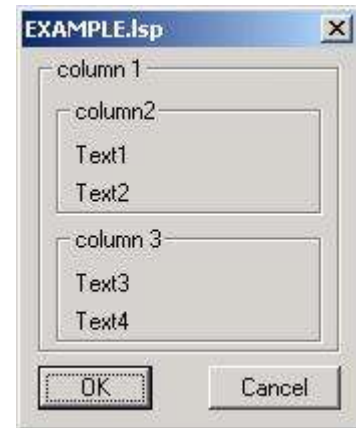 EXAMPLE.lsp
column 1
column2
Text1
Text2
column 3
Text3
Text4
OK Cancel